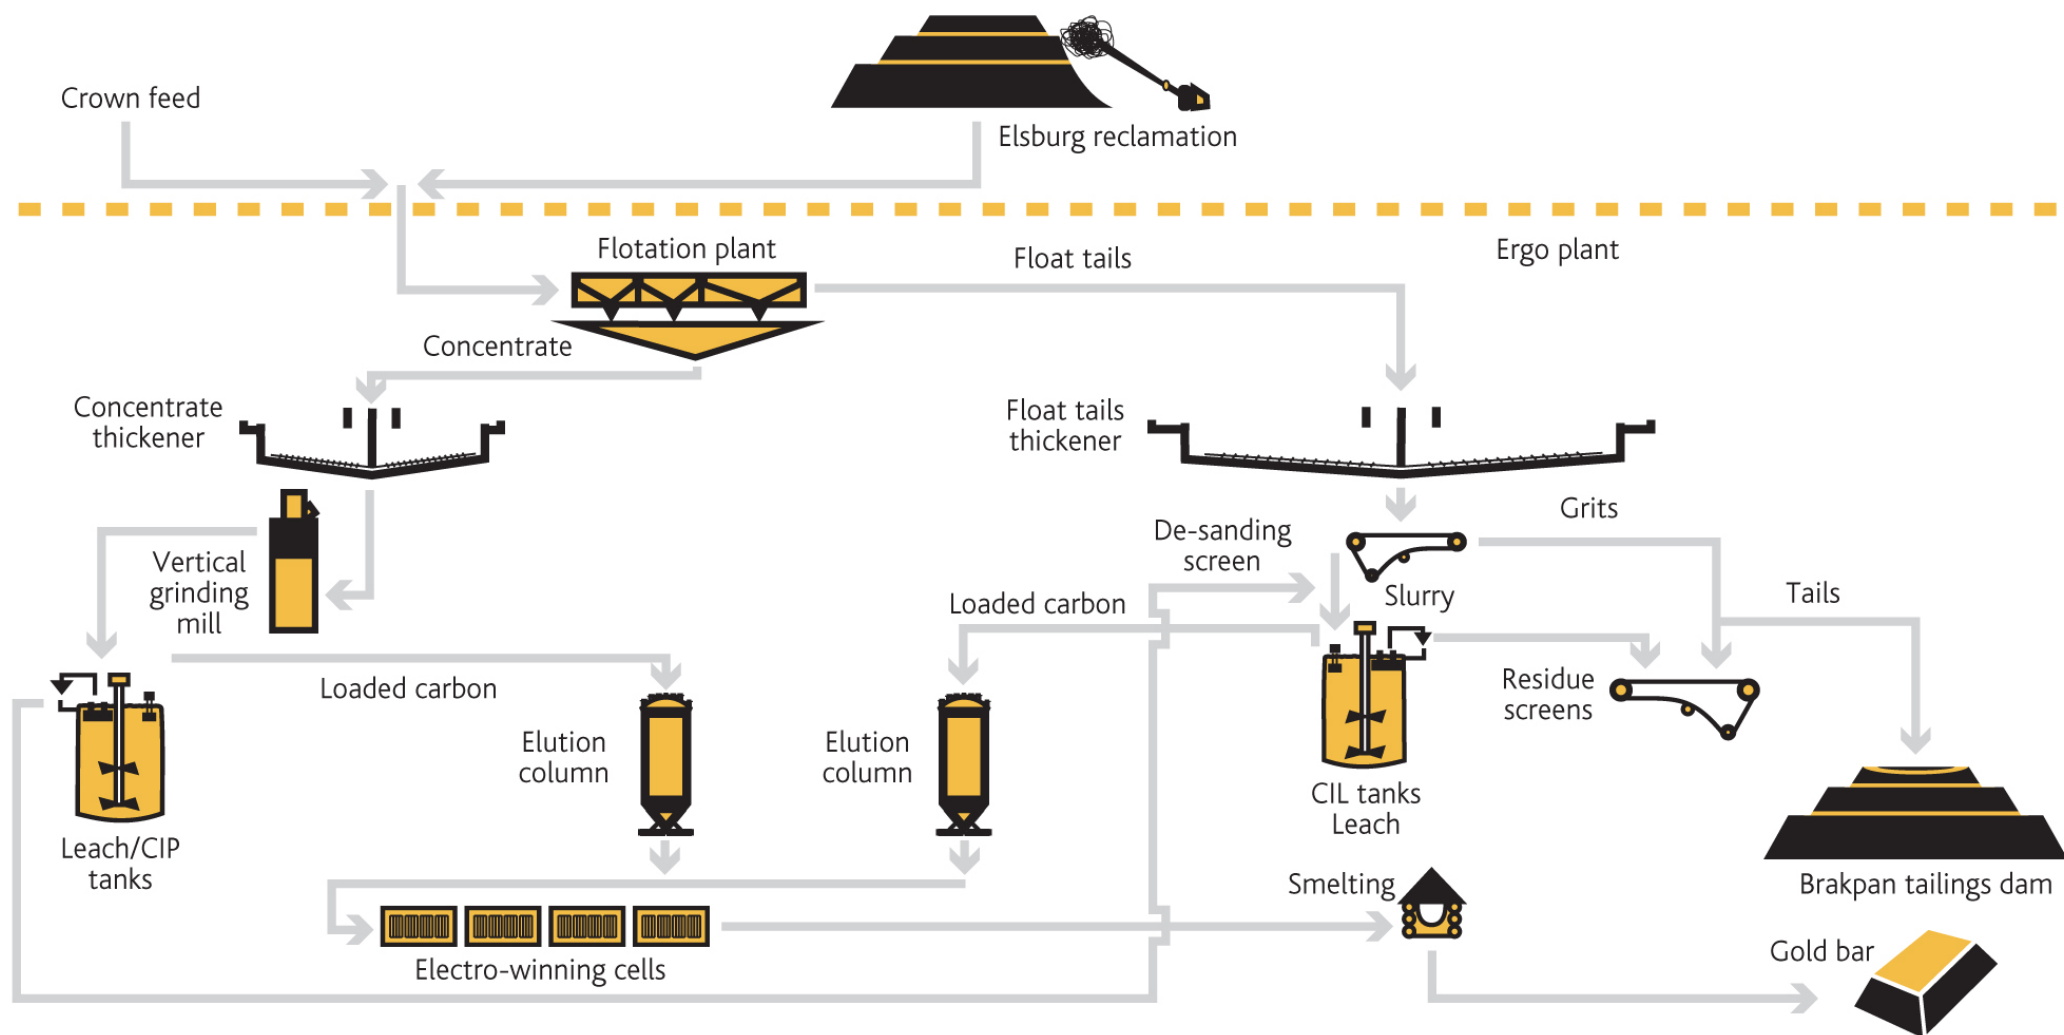 Crown feed
Elsburg reclamation
Flotation plant
Float tails
Ergo plant
Concentrate
Concentrate
thickener
Float tails
thickener
Grits
De-sanding
screen
Vertical
grinding
mill
Slurry
Tails
Loaded carbon
Loaded carbon
Residue
screens
Elution
column
Elution
column
CIL tanks
Leach
Leach/CIP
tanks
Smelting
Brakpan tailings dam
Electro-winning cells
Gold bar